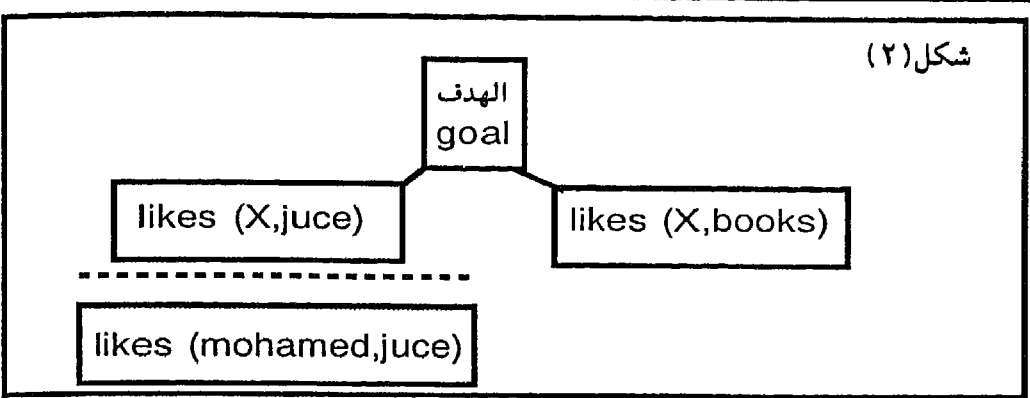 شكل(٢)
الهدف
goal
likes (X,juce)
likes (X,books)
likes (mohamed,juce)